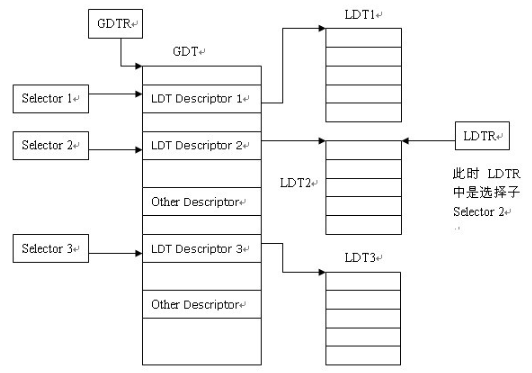 LDT1
GDTR
GDT
Selector 1
LDT Descriptor 1
Selector 2
LDT Descriptor 2
LDTR
LDT2
此时 LDTR
中是选择子
Selector 2
Other Descriptor
Selector 3
LDT Descriptor 3
LDT3
Other Descriptor